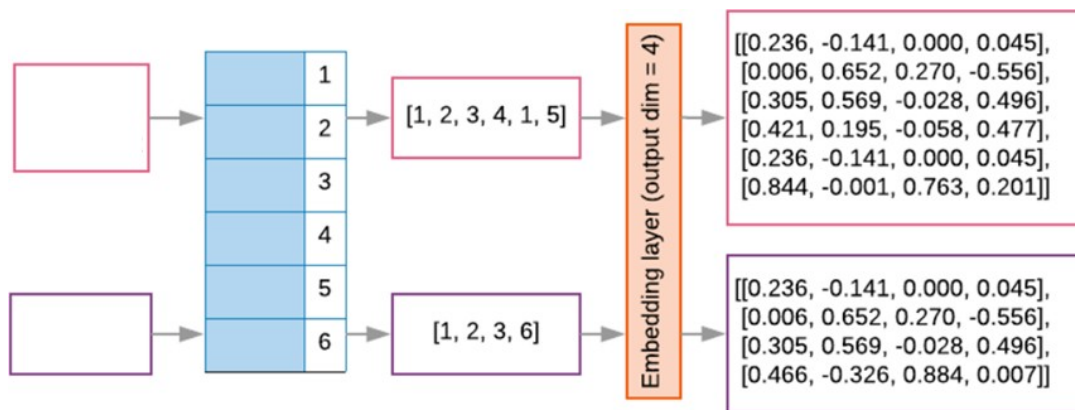 1
2
3
4
5
6
[1, 2, 3, 4, 1, 5]
[1, 2, 3, 6]
Embedding layer (output dim = 4)
[[0.236, -0.141, 0.000, 0.045],
[0.006, 0.652, 0.270, -0.556],
[0.305, 0.569, -0.028, 0.496],
[0.421, 0.195, -0.058, 0.477],
[0.236, -0.141, 0.000, 0.045],
[0.844, -0.001, 0.763, 0.201]]
[[0.236, -0.141, 0.000, 0.045],
[0.006, 0.652, 0.270, -0.556],
[0.305, 0.569, -0.028, 0.496],
[0.466, -0.326, 0.884, 0.007]]